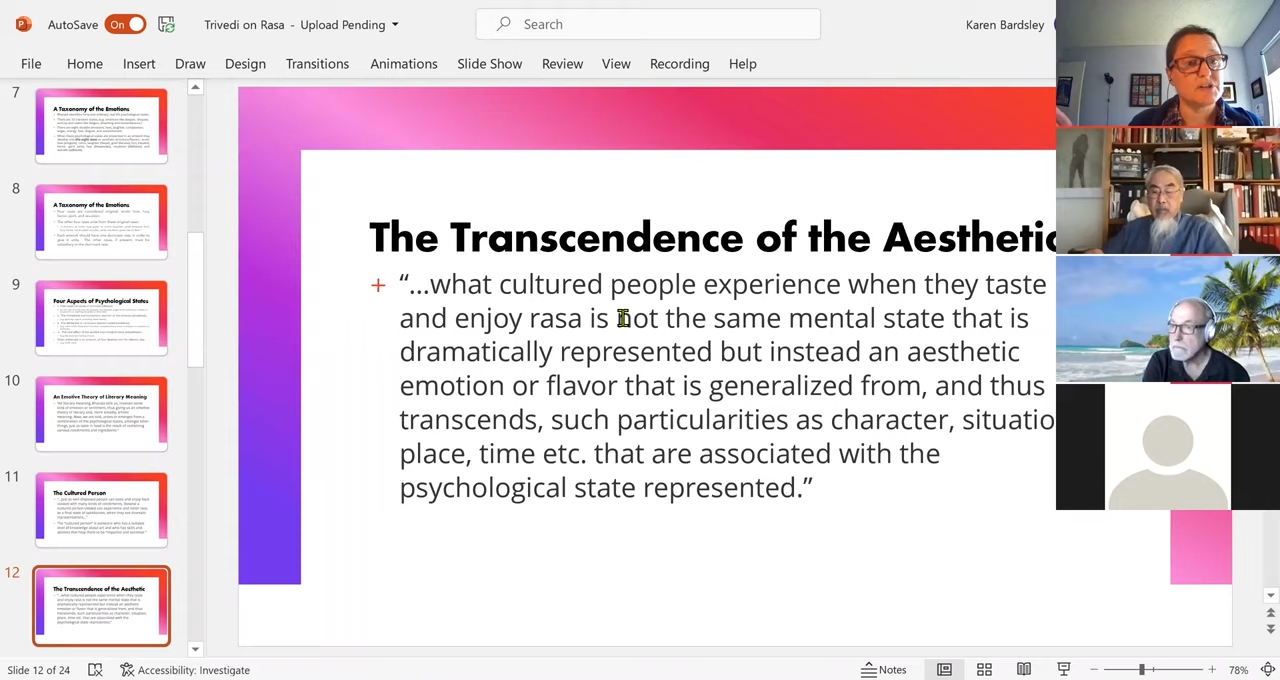 AutoSave On Trivedi on Rasa - Upload Pending Search Karen Bardsley
File Home Insert Draw Design Transitions Animations Slide Show Review View Recording Help
7
A Taxonomy of the Emotions
8
A Taxonomy of the Emotions
9
Four Aspects of Psychological States
10
An Emotive Theory of Literary Meaning
11
The Cultured Person
12
The Transcendence of the Aesthetic
The Transcendence of the Aesthetic
+ “...what cultured people experience when they taste
and enjoy rasa is not the same mental state that is
dramatically represented but instead an aesthetic
emotion or flavor that is generalized from, and thus
transcends, such particularities as character, situatio
place, time etc. that are associated with the
psychological state represented.”
Slide 12 of 24 Accessibility: Investigate Notes 78%